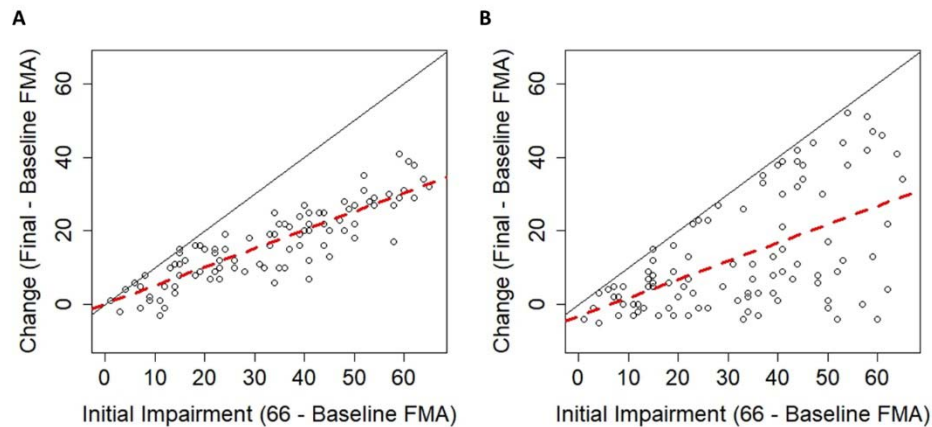 A
Change (Final - Baseline FMA)
60
40
20
0
0 10 20 30 40 50 60
Initial Impairment (66 - Baseline FMA)
B
Change (Final - Baseline FMA)
60
40
20
0
0 10 20 30 40 50 60
Initial Impairment (66 - Baseline FMA)